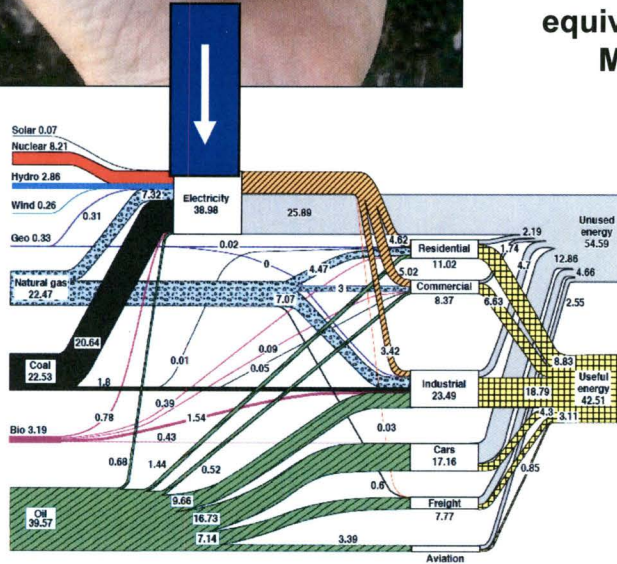 equiv
M
Solar 0.07
Nuclear 8.21
Hydro 2.86
Wind 0.26
Geo 0.33
Natural gas
22.47
Coal
22.53
Bio 3.19
Oil
39.57
0.31
7.32
20.64
1.8
0.78
0.68
Electricity
38.98
25.89
0.02
0
4.47
3
7.07
0.01
0.09
0.05
0.39
1.54
0.43
1.44
0.52
9.66
16.73
7.14
3.39
0.6
0.03
3.42
4.62
5.02
Residential
11.02
Commercial
8.37
Industrial
23.49
Cars
17.16
Freight
7.77
Aviation
2.19
1.74
4.7
6.63
12.86
4.66
2.55
Unused
energy
54.59
8.83
18.79
4.3
3.11
0.85
Useful
energy
42.51